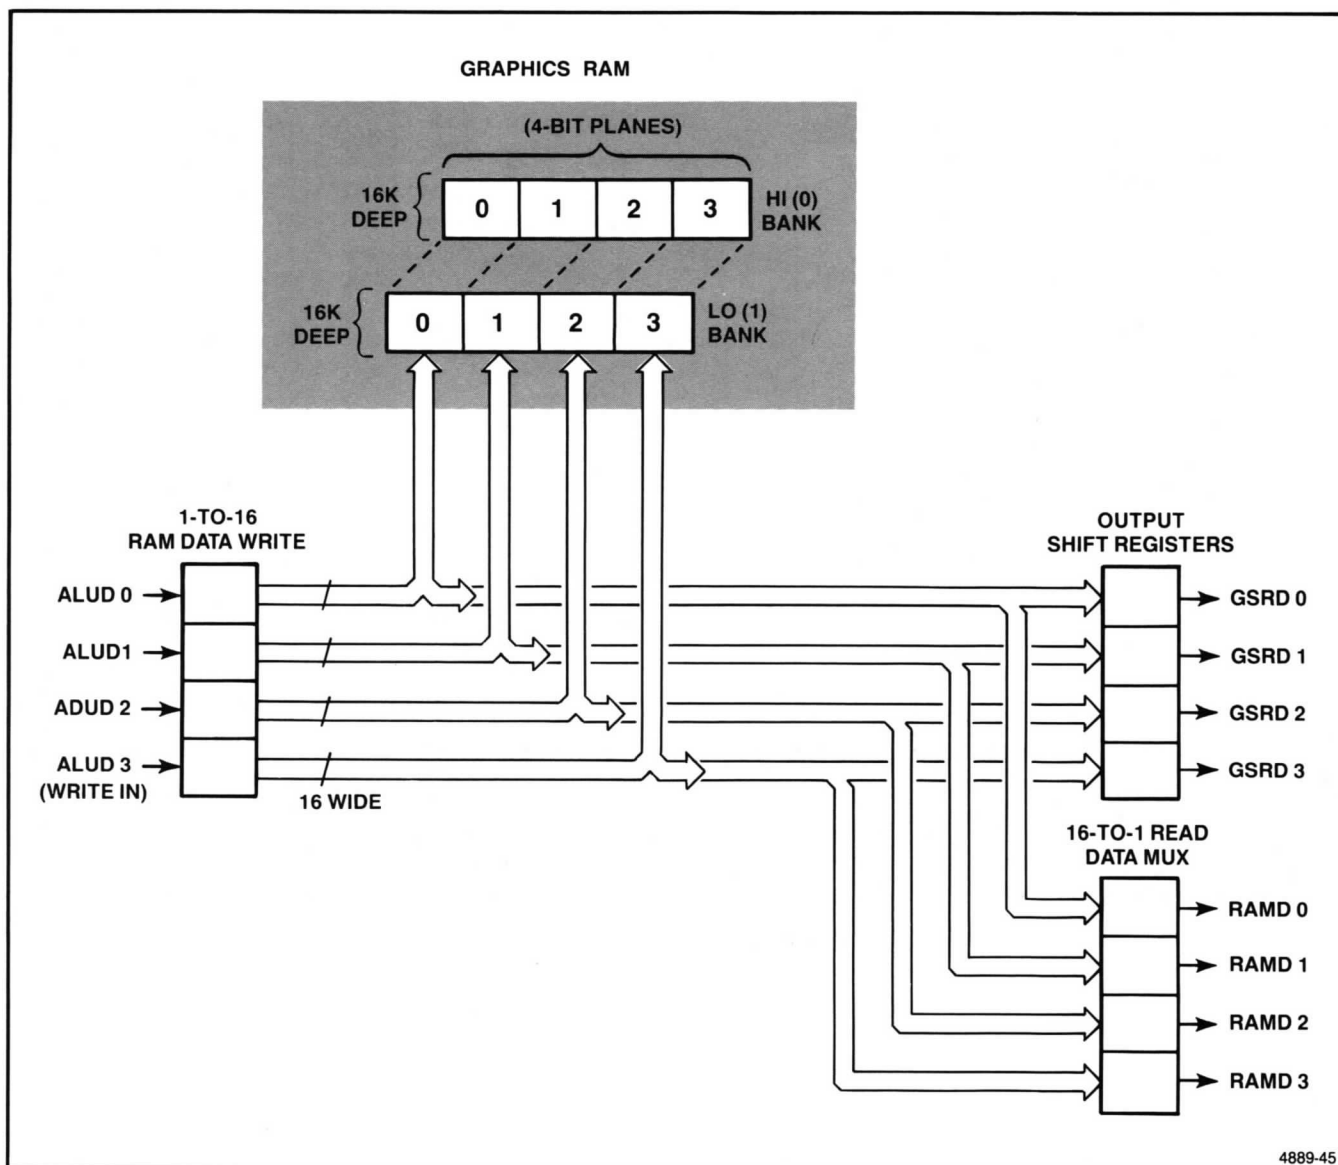 GRAPHICS RAM
(4-BIT PLANES)
16K
DEEP
0 1 2 3
HI (0)
BANK
16K
DEEP
0 1 2 3
LO (1)
BANK
1-TO-16
RAM DATA WRITE
ALUD 0
ALUD1
ADUD 2
ALUD 3
(WRITE IN)
16 WIDE
OUTPUT
SHIFT REGISTERS
GSRD 0
GSRD 1
GSRD 2
GSRD 3
16-TO-1 READ
DATA MUX
RAMD 0
RAMD 1
RAMD 2
RAMD 3
4889-45